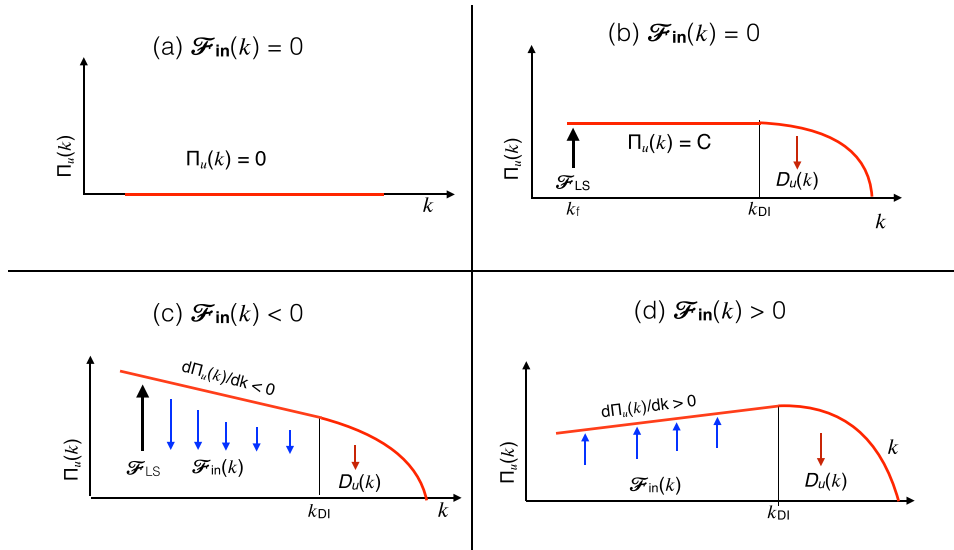 (a) 𝓕in(k) = 0
Πu(k)
Πu(k) = 0
k
(b) 𝓕in(k) = 0
Πu(k)
Πu(k) = C
𝓕LS
Du(k)
kf
kDI
k
(c) 𝓕in(k) < 0
dΠu(k)/dk < 0
Πu(k)
𝓕LS
𝓕in(k)
Du(k)
kDI
k
(d) 𝓕in(k) > 0
dΠu(k)/dk > 0
Πu(k)
k
𝓕in(k)
Du(k)
kDI